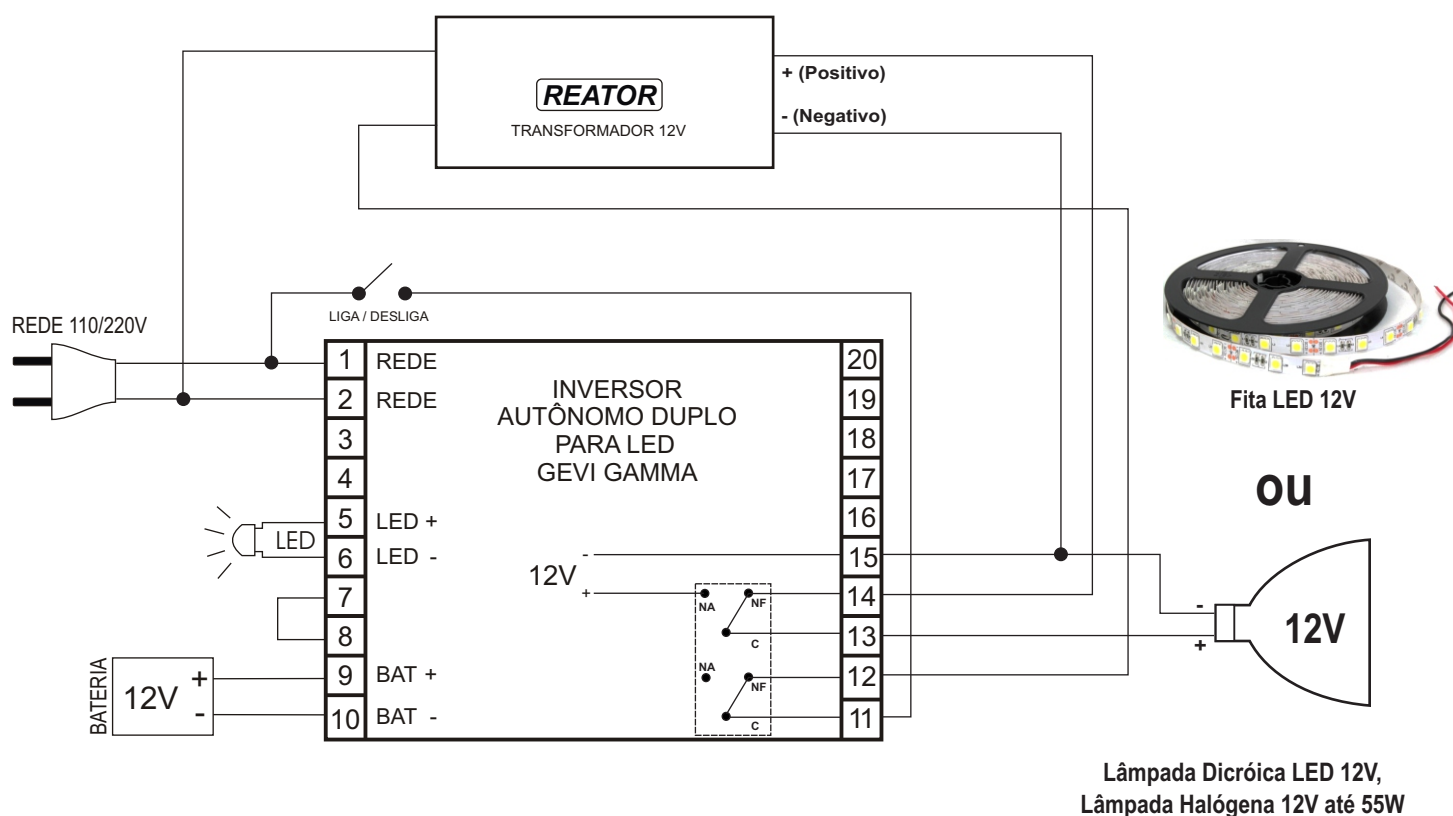 REATOR
TRANSFORMADOR 12V
+ (Positivo)
- (Negativo)
LIGA / DESLIGA
REDE 110/220V
1 REDE
2 REDE
3
4
5 LED +
6 LED -
7
8
9 BAT +
10 BAT -
LED
BATERIA
12V
+
-
INVERSOR
AUTÔNOMO DUPLO
PARA LED
GEVI GAMMA
12V
-
+
NA
NF
C
NA
NF
C
20
19
18
17
16
15
14
13
12
11
Fita LED 12V
ou
-
+
12V
Lâmpada Dicróica LED 12V,
Lâmpada Halógena 12V até 55W